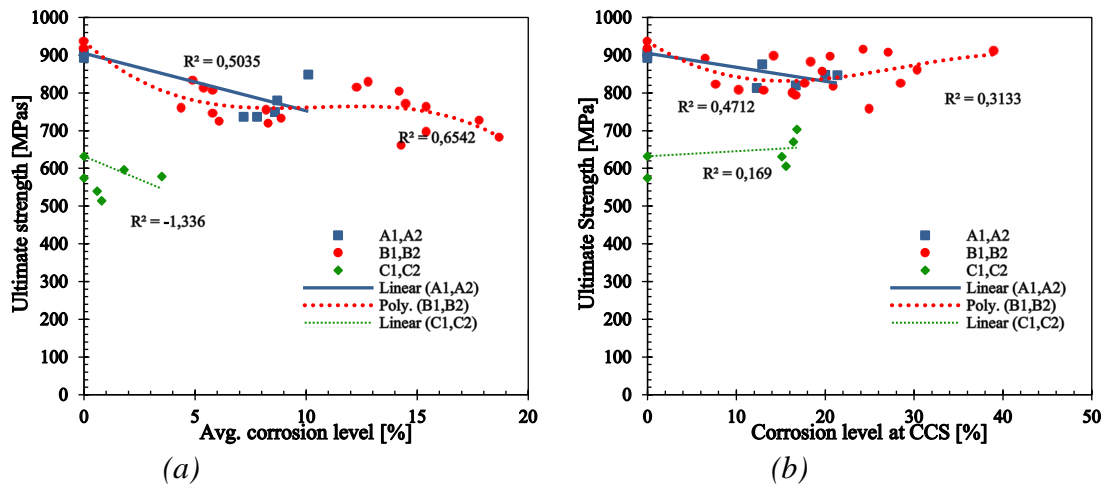 Ultimate strength [MPas]
1000
900
800
700
600
500
400
300
200
100
0
R² = 0,5035
R² = 0,6542
R² = -1,336
A1,A2
B1,B2
C1,C2
Linear (A1,A2)
Poly. (B1,B2)
Linear (C1,C2)
0 5 10 15 20
Avg. corrosion level [%]
(a)
Ultimate Strength [MPas]
1000
900
800
700
600
500
400
300
200
100
0
R² = 0,4712
R² = 0,3133
R² = 0,169
A1,A2
B1,B2
C1,C2
Linear (A1,A2)
Poly. (B1,B2)
Linear (C1,C2)
0 10 20 30 40 50
Corrosion level at CCS [%]
(b)